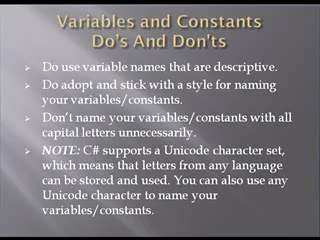 Variables and Constants
Do's And Don'ts
➢ Do use variable names that are descriptive.
➢ Do adopt and stick with a style for naming
your variables/constants.
➢ Don't name your variables/constants with all
capital letters unnecessarily.
➢ NOTE: C# supports a Unicode character set,
which means that letters from any language
can be stored and used. You can also use any
Unicode character to name your
variables/constants.